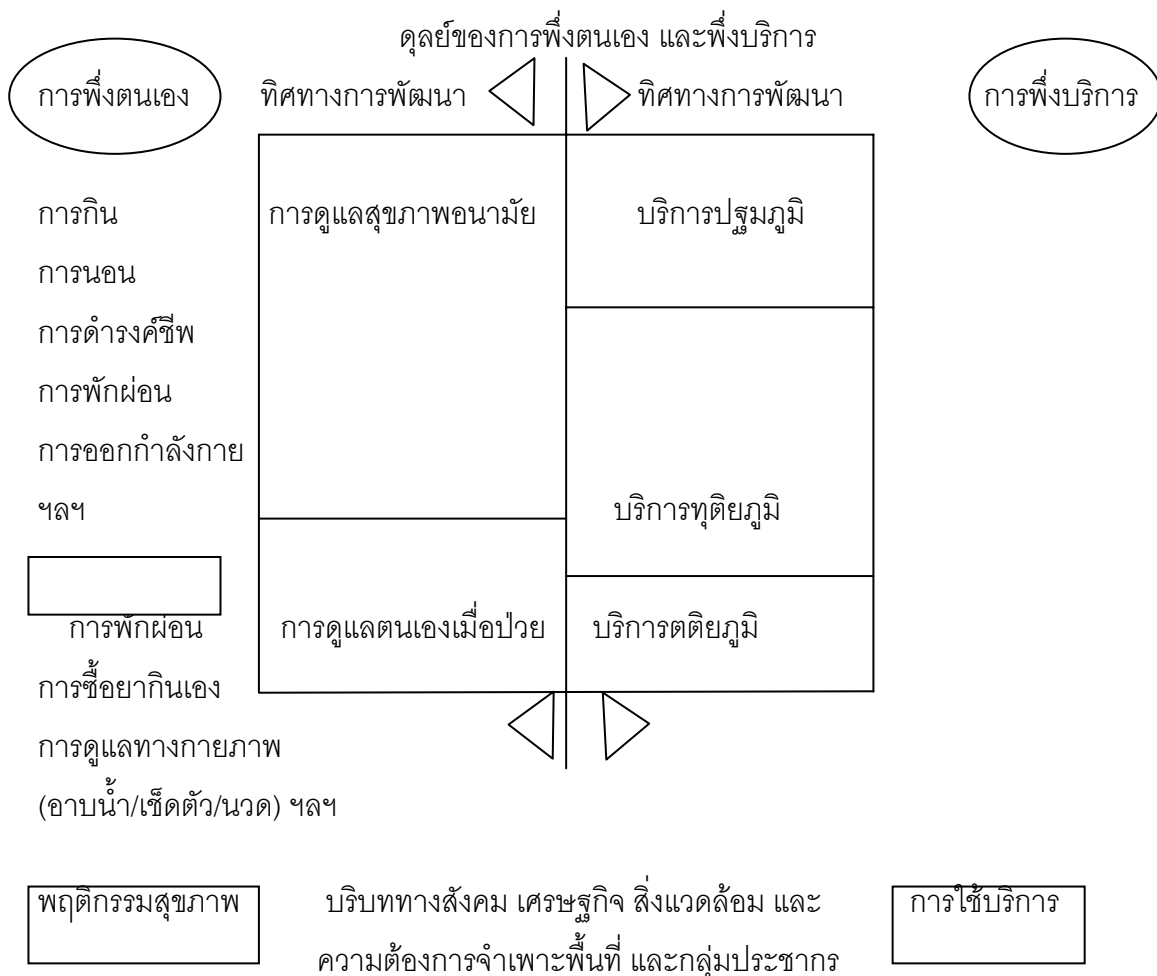 ดุลย์ของการพึ่งตนเอง และพึ่งบริการ
การพึ่งตนเอง ทิศทางการพัฒนา ทิศทางการพัฒนา การพึ่งบริการ
การกิน การดูแลสุขภาพอนามัย บริการปฐมภูมิ
การนอน
การดำรงค์ชีพ
การพักผ่อน
การออกกำลังกาย
ฯลฯ บริการทุติยภูมิ
การพักผ่อน การดูแลตนเองเมื่อป่วย บริการตติยภูมิ
การซื้อยากินเอง
การดูแลทางกายภาพ
(อาบน้ำ/เช็ดตัว/นวด) ฯลฯ
พฤติกรรมสุขภาพ บริบททางสังคม เศรษฐกิจ สิ่งแวดล้อม และ การใช้บริการ
ความต้องการจำเพาะพื้นที่ และกลุ่มประชากร